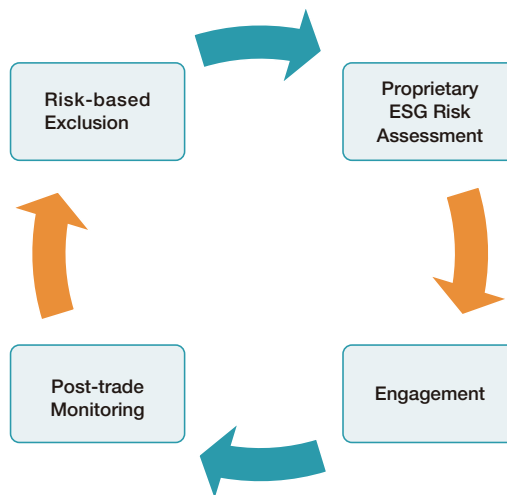 Risk-based
Exclusion
Proprietary
ESG Risk
Assessment
Post-trade
Monitoring
Engagement